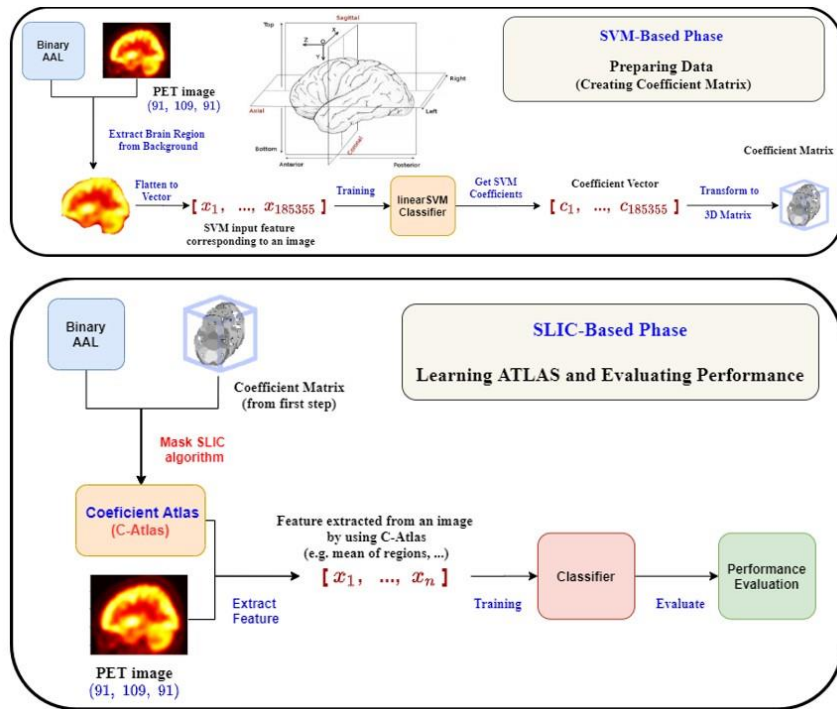 Binary
AAL
PET image
(91, 109, 91)
Extract Brain Region
from Background
Top
Sagittal
X
Z
Y
Right
Axial
Left
Bottom
Coronal
Anterior
Posterior
SVM-Based Phase
Preparing Data
(Creating Coefficient Matrix)
Flatten to
Vector
[ x₁, ..., x₁₈₅₃₅₅ ]
SVM input feature
corresponding to an image
Training
linearSVM
Classifier
Get SVM
Coefficients
Coefficient Vector
[ c₁, ..., c₁₈₅₃₅₅ ]
Transform to
3D Matrix
Coefficient Matrix
Binary
AAL
Coefficient Matrix
(from first step)
SLIC-Based Phase
Learning ATLAS and Evaluating Performance
Mask SLIC
algorithm
Coeficient Atlas
(C-Atlas)
PET image
(91, 109, 91)
Extract
Feature
Feature extracted from an image
by using C-Atlas
(e.g. mean of regions, ...)
[ x₁, ..., xₙ ]
Training
Classifier
Evaluate
Performance
Evaluation